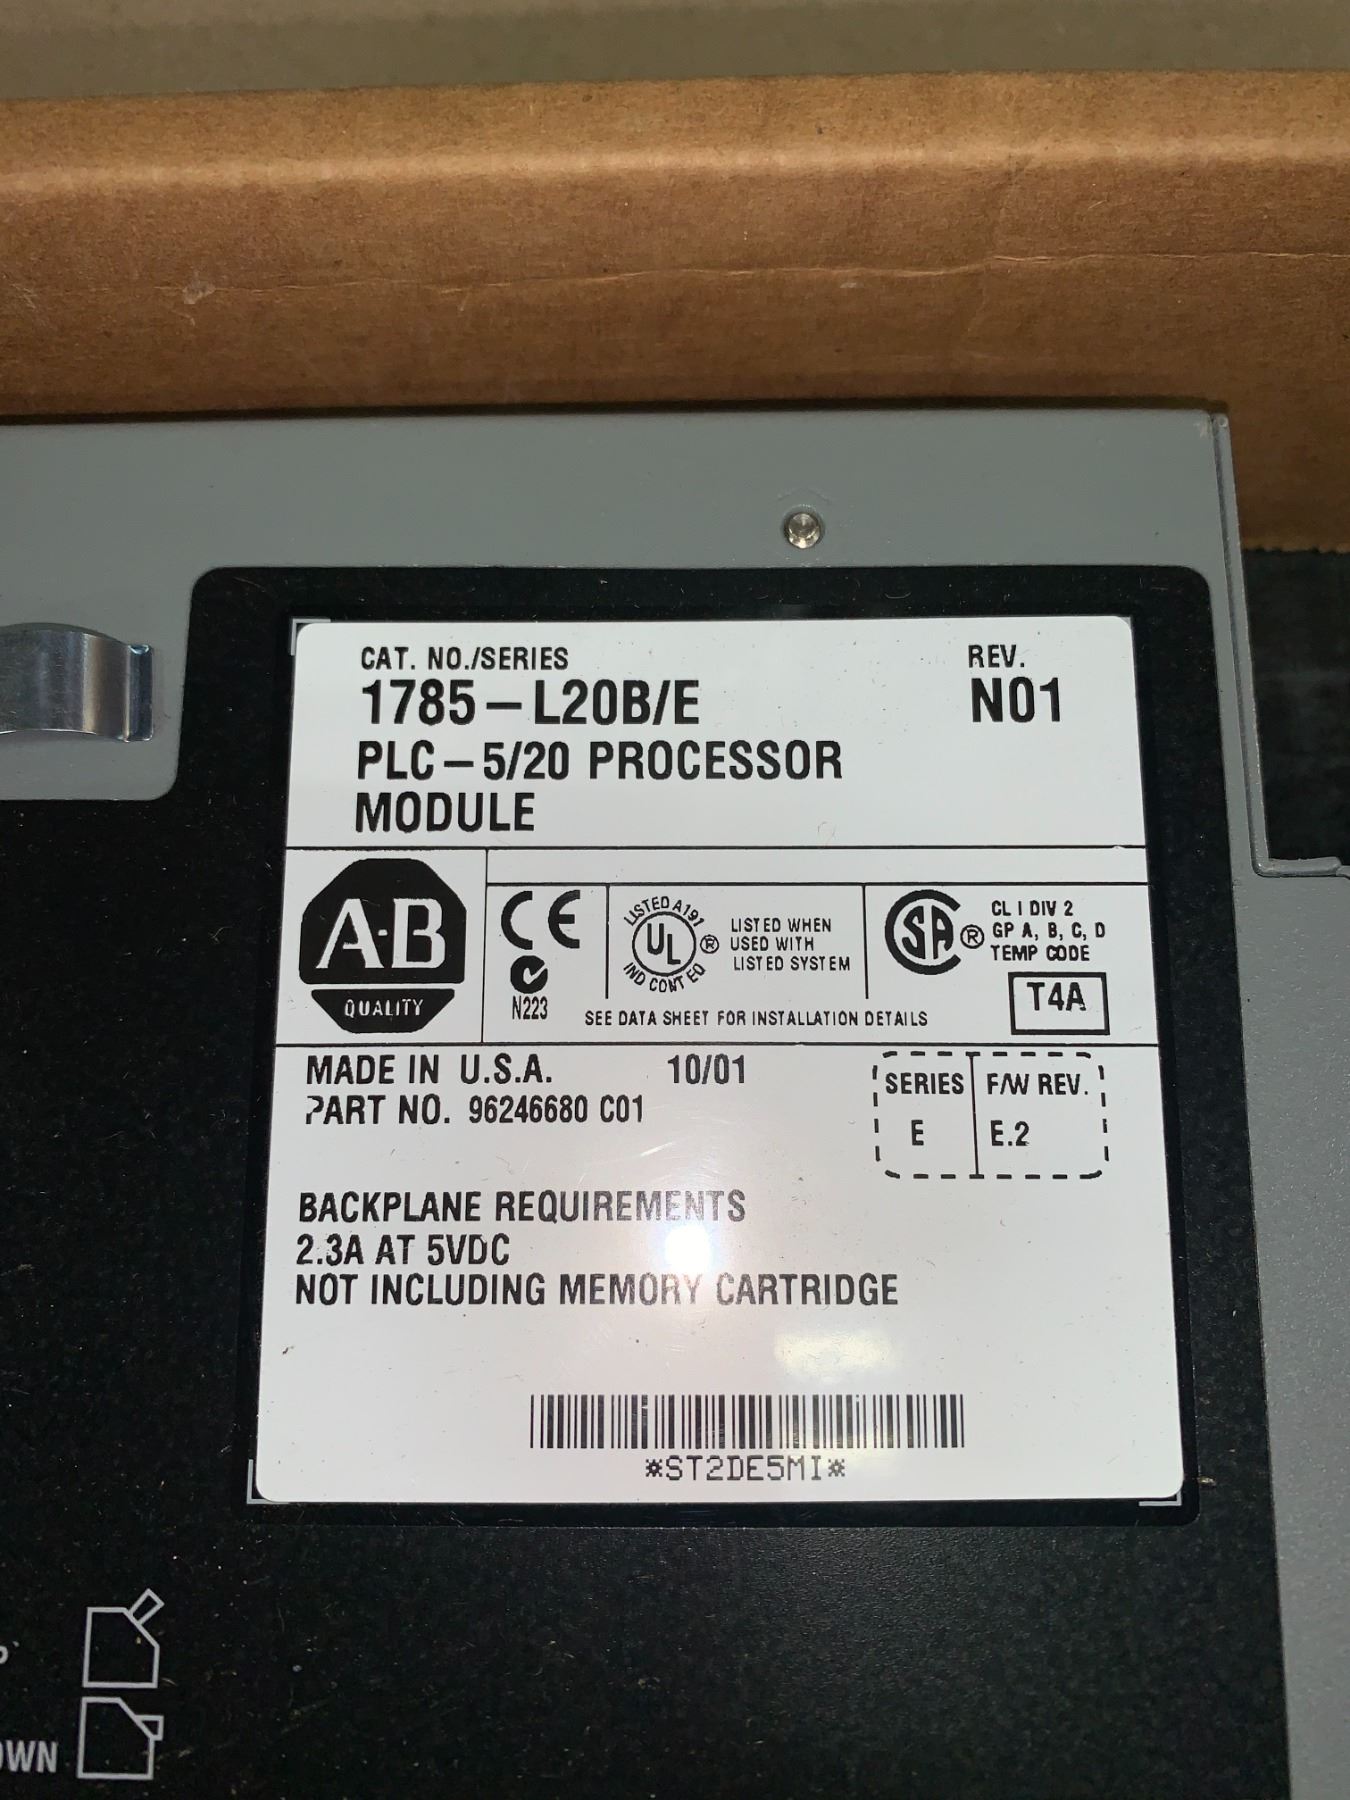 CAT. NO./SERIES REV.
1785-L20B/E N01
PLC-5/20 PROCESSOR
MODULE
A-B
QUALITY
CE
N223
LISTED A191
UL ®
IND CONT EQ
LISTED WHEN
USED WITH
LISTED SYSTEM
SA ®
CL I DIV 2
GP A, B, C, D
TEMP CODE
T4A
SEE DATA SHEET FOR INSTALLATION DETAILS
MADE IN U.S.A. 10/01
PART NO. 96246680 C01
SERIES F/W REV.
E E.2
BACKPLANE REQUIREMENTS
2.3A AT 5VDC
NOT INCLUDING MEMORY CARTRIDGE
*ST2DE5MI*
P
OWN